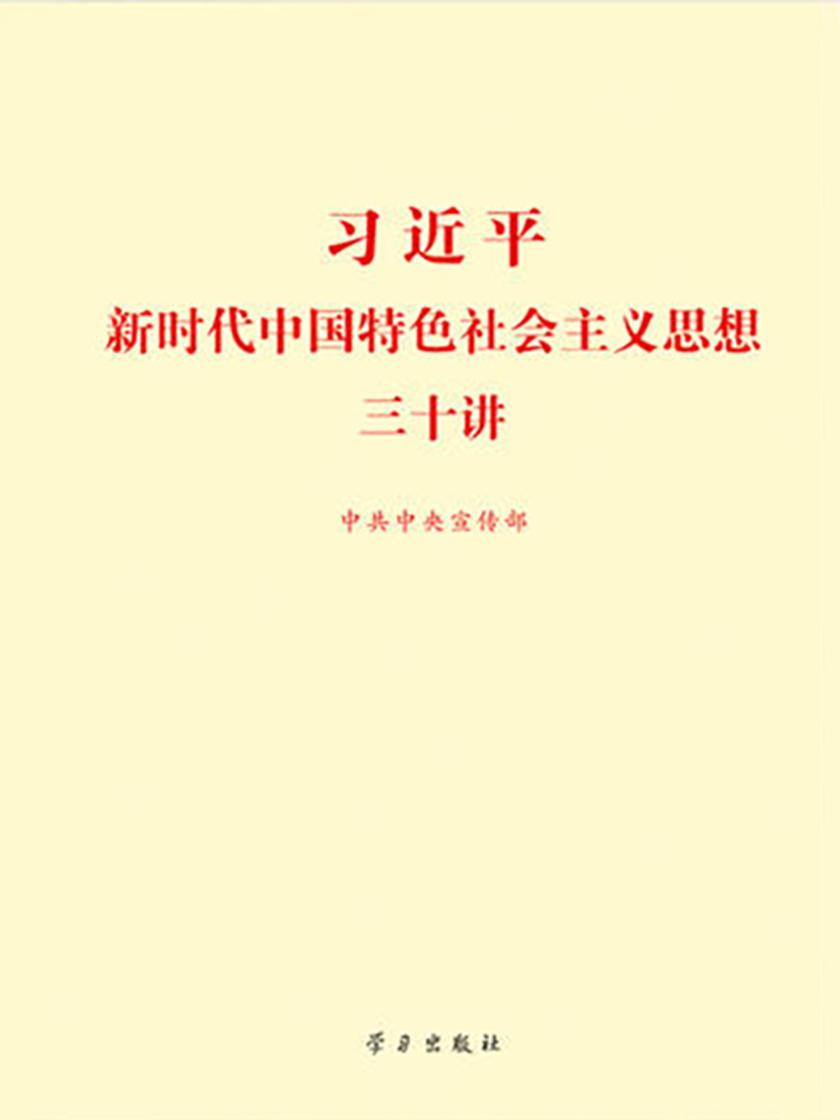 习近平
新时代中国特色社会主义思想
三十讲
中共中央宣传部
学习出版社